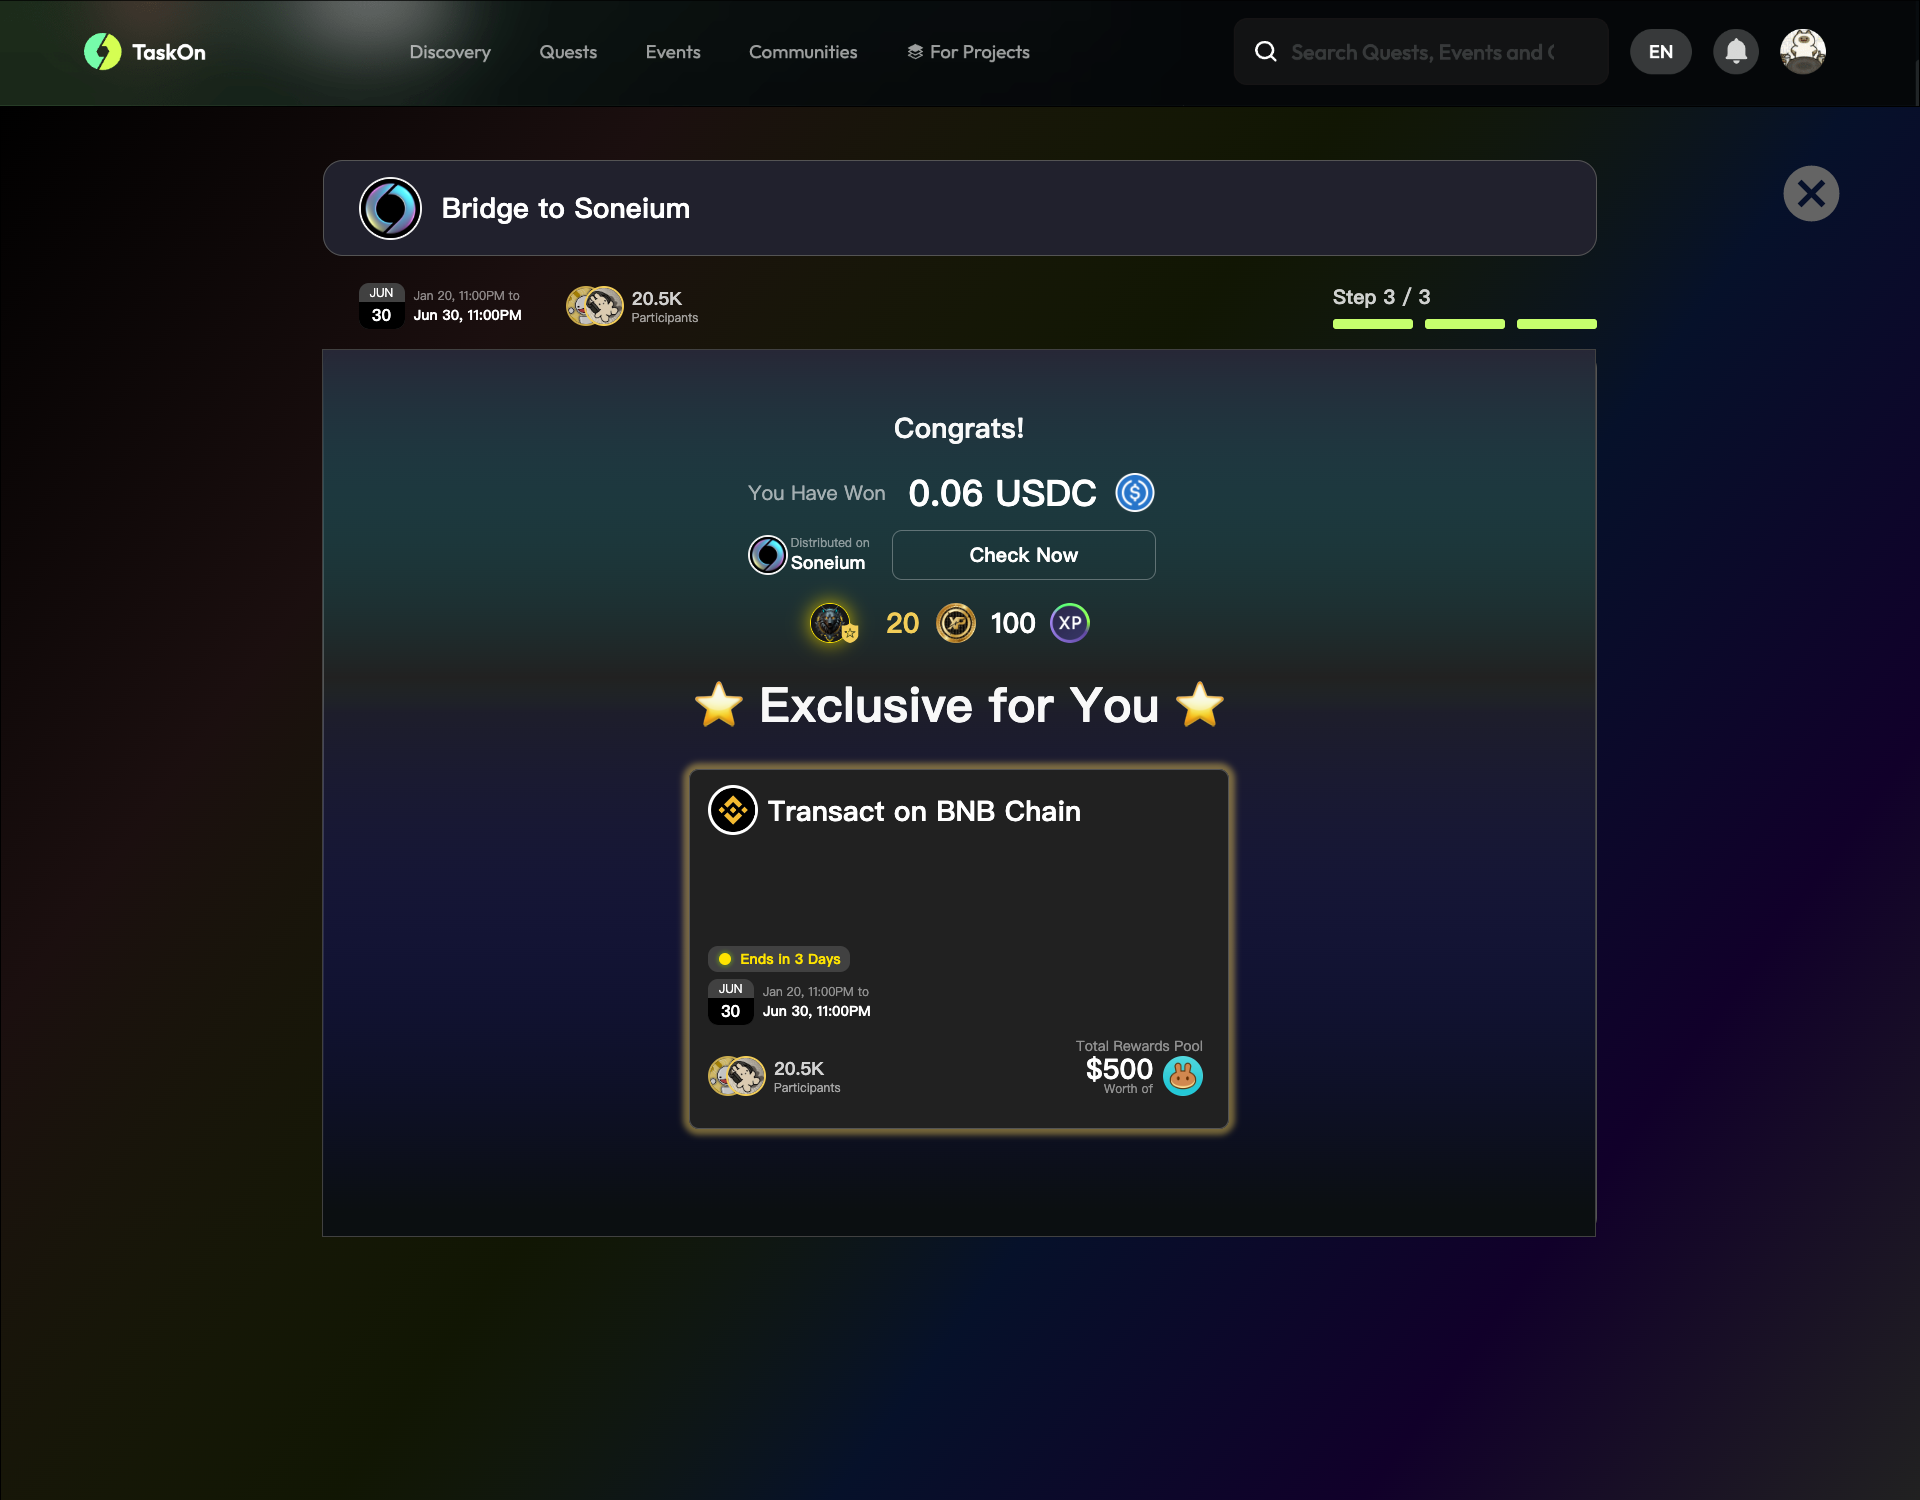 TaskOn
Discovery
Quests
Events
Communities
For Projects
Search Quests, Events and
EN
Bridge to Soneium
JUN
30
Jan 20, 11:00PM to
Jun 30, 11:00PM
20.5K
Participants
Step 3 / 3
Congrats!
You Have Won 0.06 USDC
Distributed on
Soneium
Check Now
20 XP 100 XP
Exclusive for You
Transact on BNB Chain
Ends in 3 Days
JUN
30
Jan 20, 11:00PM to
Jun 30, 11:00PM
20.5K
Participants
Total Rewards Pool
$500
Worth of